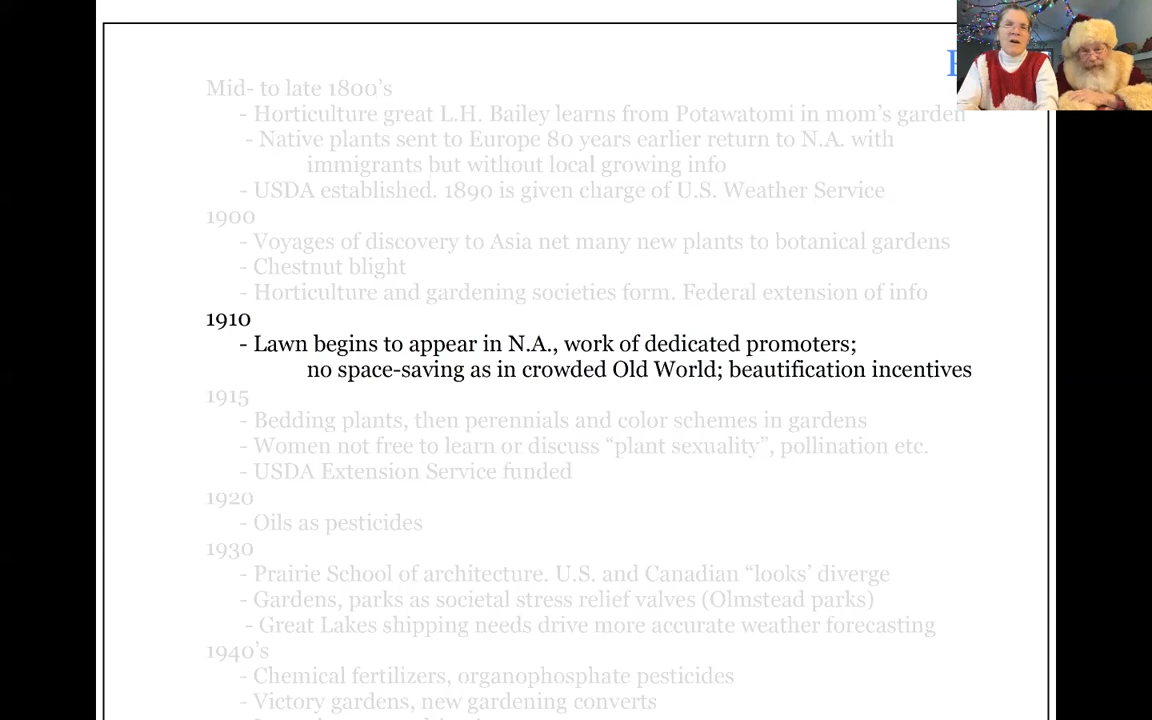 Mid- to late 1800's
- Horticulture great L.H. Bailey learns from Potawatomi in mom's garden
- Native plants sent to Europe 80 years earlier return to N.A. with
immigrants but without local growing info
- USDA established. 1890 is given charge of U.S. Weather Service
1900
- Voyages of discovery to Asia net many new plants to botanical gardens
- Chestnut blight
- Horticulture and gardening societies form. Federal extension of info
1910
- Lawn begins to appear in N.A., work of dedicated promoters;
no space-saving as in crowded Old World; beautification incentives
1915
- Bedding plants, then perennials and color schemes in gardens
- Women not free to learn or discuss “plant sexuality”, pollination etc.
- USDA Extension Service funded
1920
- Oils as pesticides
1930
- Prairie School of architecture. U.S. and Canadian “looks’ diverge
- Gardens, parks as societal stress relief valves (Olmstead parks)
- Great Lakes shipping needs drive more accurate weather forecasting
1940's
- Chemical fertilizers, organophosphate pesticides
- Victory gardens, new gardening converts